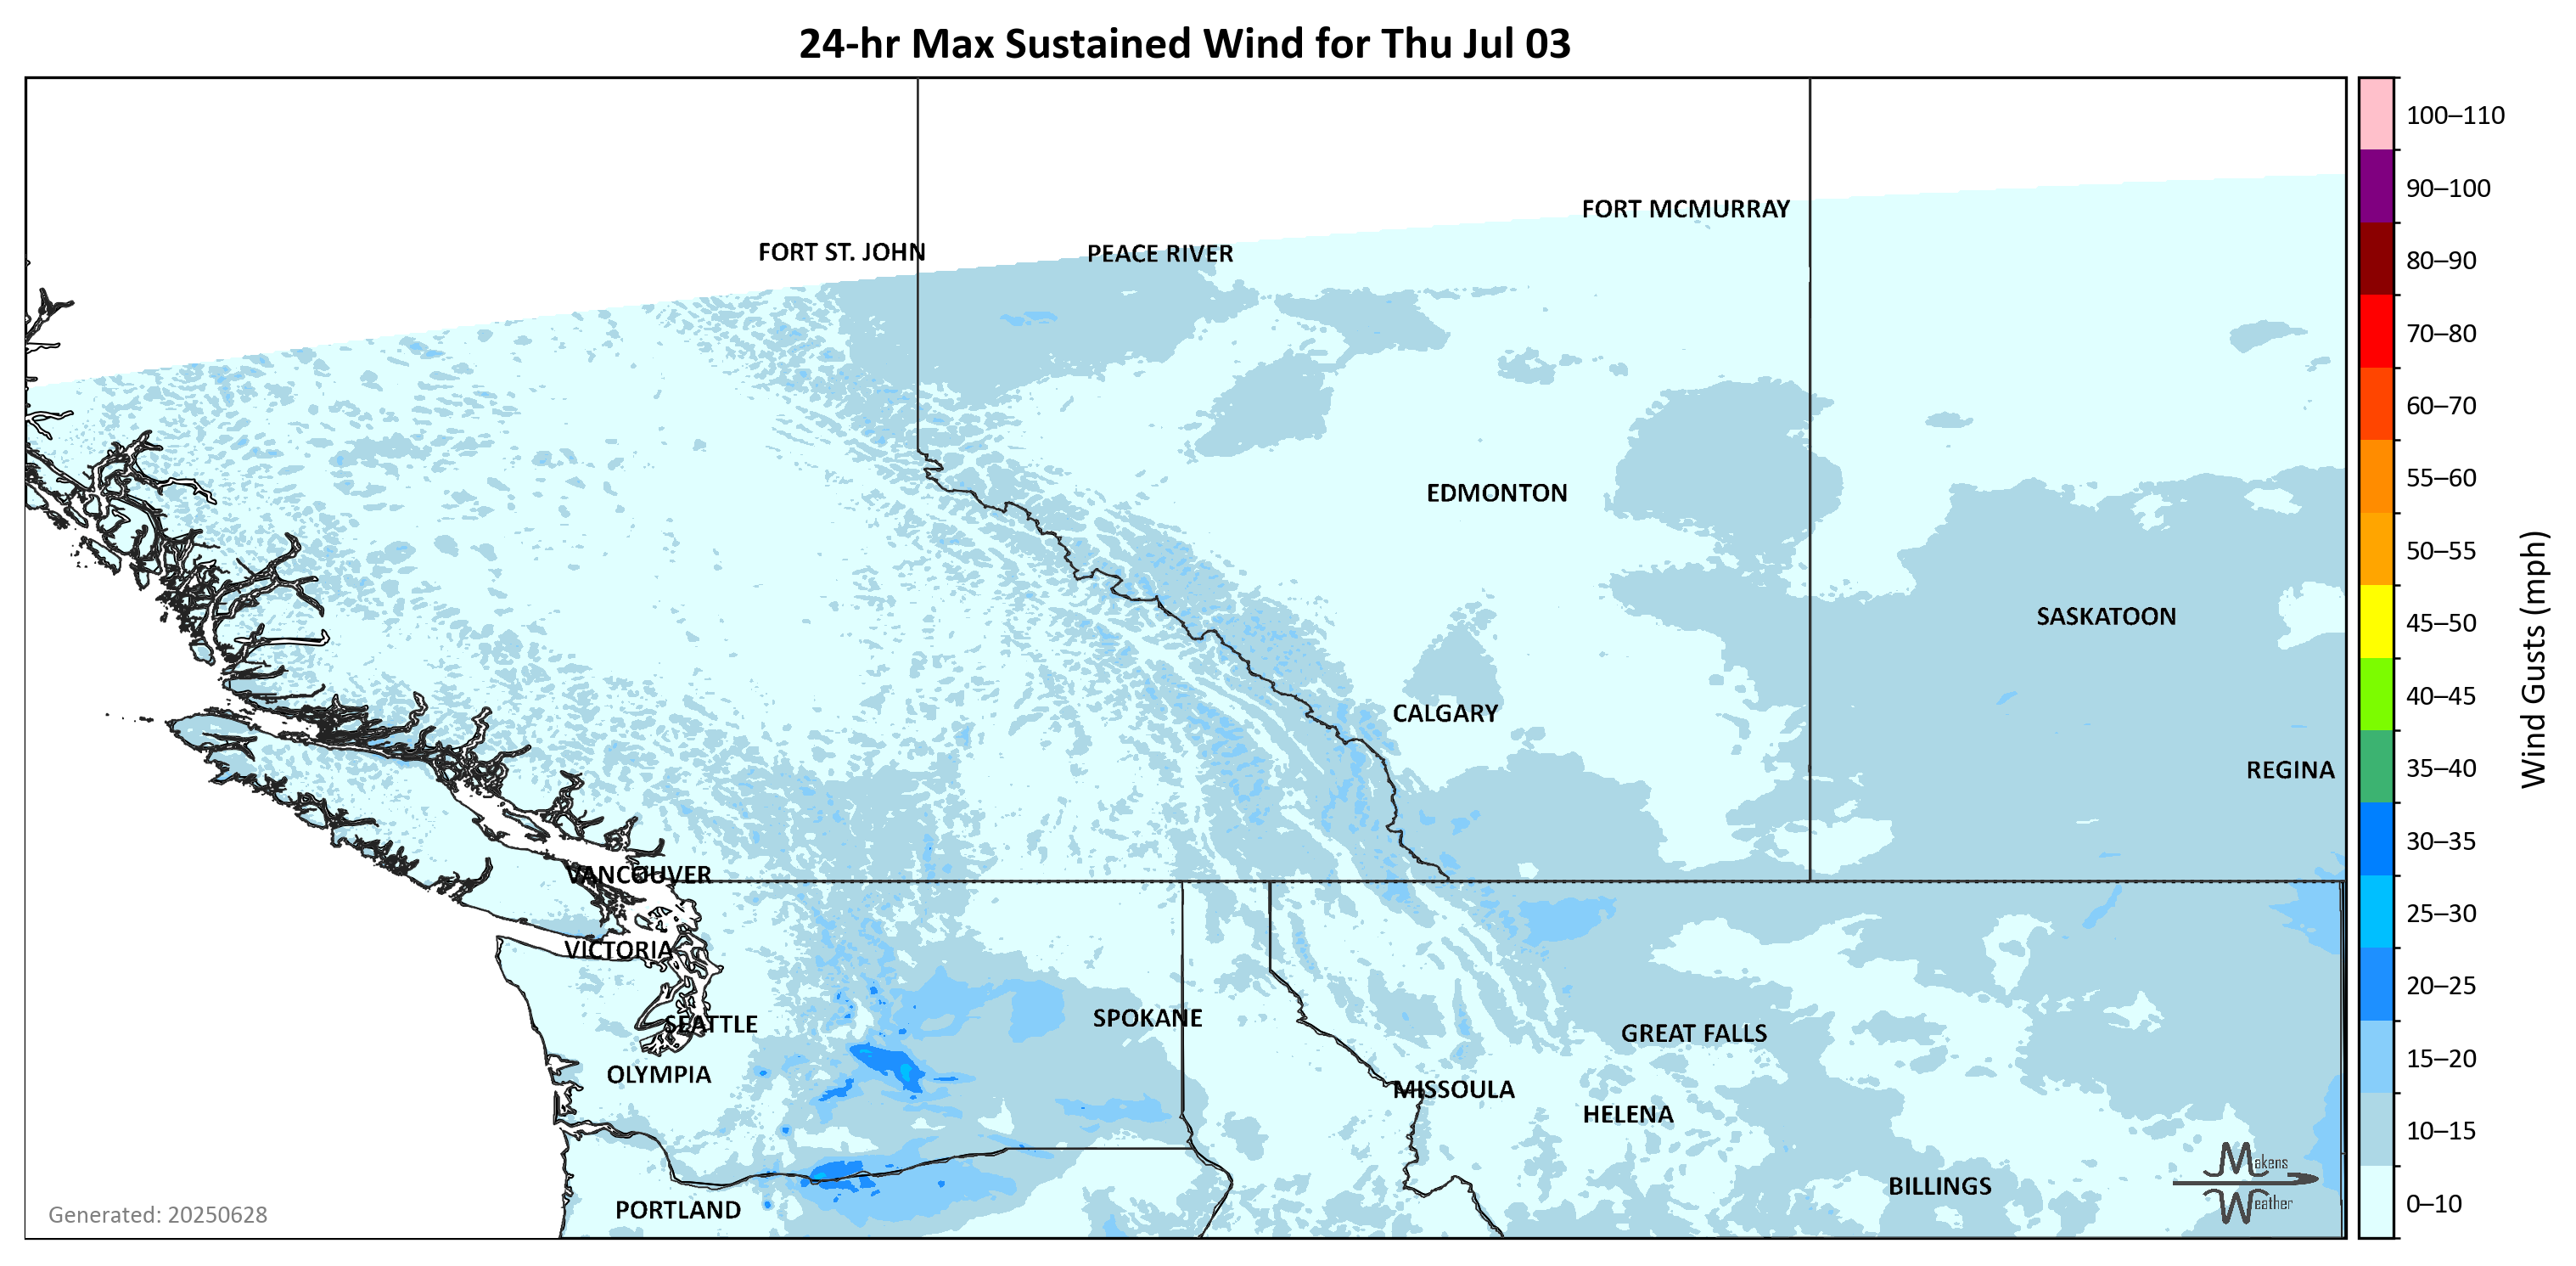 24-hr Max Sustained Wind for Thu Jul 03
100–110
90–100
80–90
70–80
60–70
55–60
50–55
45–50
40–45
35–40
30–35
25–30
20–25
15–20
10–15
0–10
Wind Gusts (mph)
FORT MCMURRAY
FORT ST. JOHN
PEACE RIVER
EDMONTON
SASKATOON
CALGARY
REGINA
VANCOUVER
VICTORIA
SEATTLE
SPOKANE
GREAT FALLS
OLYMPIA
MISSOULA
HELENA
BILLINGS
PORTLAND
Makens
Weather
Generated: 20250628